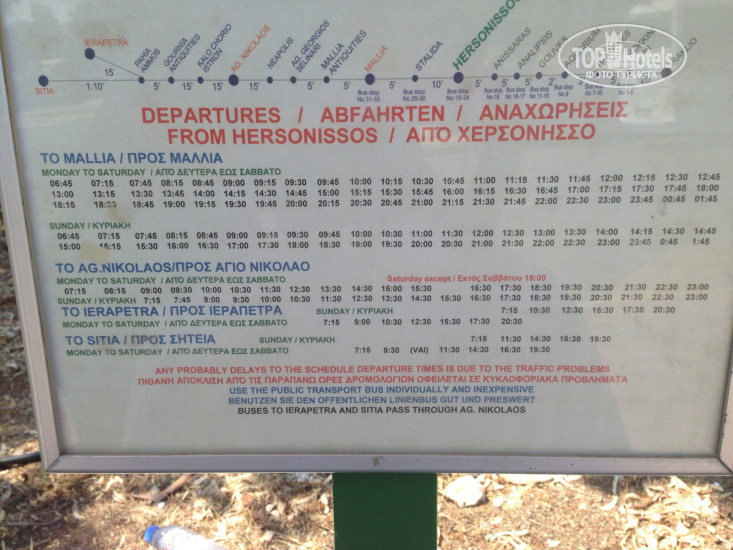 IERAPETRA
15'
PAHIA AMMOS
GOURNIA ANTIQUITIES
KALO CHORIO ISTRON
AG. NIKOLAOS
NEAPOLIS
AG. GEORGIOS SELINARI
MALLIA ANTIQUITIES
MALLIA
STALIDA
HERSONISSOS
ANISSARAS
ANALIPSIS
GOUVES
TOP Hotels
ФОТО ТУРИСТА
SITIA
1.10'
DEPARTURES / ABFAHRTEN / ΑΝΑΧΩΡΗΣΕΙΣ
FROM HERSONISSOS / ΑΠΌ ΧΕΡΣΟΝΗΣΣΟ
TO MALLIA / ΠΡΟΣ ΜΑΛΛΙΑ
MONDAY TO SATURDAY / ΑΠΌ ΔΕΥΤΕΡΑ ΕΩΣ ΣΑΒΒΑΤΟ
06:45 07:15 07:45 08:15 08:45 09:00 09:15 09:30 09:45 10:00 10:15 10:30 10:45 11:00 11:15 11:30 11:45 12:00 12:15 12:30 12:45
13:00 13:15 13:30 13:45 14:00 14:15 14:30 14:45 15:00 15:15 15:30 15:45 16:00 16:15 16:30 16:45 17:00 17:15 17:30 17:45 18:00
18:15 18:30 18:45 19:00 19:15 19:30 19:45 20:00 20:15 20:30 20:45 21:00 21:15 21:30 21:45 22:00 22:30 23:00 23:45 00:45 01:45
SUNDAY / ΚΥΡΙΑΚΗ
06:45 07:15 07:45 08:15 08:45 09:00 09:15 09:30 09:45 10:15 10:45 11:15 11:45 12:15 12:45 13:00 13:30 14:00 14:15 14:30 14:45
15:00 15:15 15:30 16:00 16:30 17:00 17:30 18:00 18:30 19:00 19:30 20:00 20:30 21:00 21:30 22:00 22:30 23:00 23:45 0:45 1:45
TO AG.NIKOLAOS/ΠΡΟΣ ΑΓΙΟ ΝΙΚΟΛΑΟ
MONDAY TO SATURDAY / ΑΠΌ ΔΕΥΤΕΡΑ ΕΩΣ ΣΑΒΒΑΤΟ Saturday except / Εκτός Σαββάτου 15:00
07:15 08:15 09:00 09:30 10:30 11:30 12:30 13:30 14:30 15:00 15:30 16:30 17:30 18:30 19:30 20:30 21:30 22:30 23:00
SUNDAY / ΚΥΡΙΑΚΗ 7:15 7:45 9:00 9:30 10:00 10:30 11:30 12:30 13:30 14:30 15:30 16:30 17:30 18:30 19:30 20:30 21:30 22:30 23:00
TO IERAPETRA / ΠΡΟΣ ΙΕΡΑΠΕΤΡΑ SUNDAY / ΚΥΡΙΑΚΗ 7:15 10:30 12:30 15:30 17:30 20:30
MONDAY TO SATURDAY / ΑΠΌ ΔΕΥΤΕΡΑ ΕΩΣ ΣΑΒΒΑΤΟ 7:15 9:00 10:30 12:30 15:30 17:30 20:30
TO SITIA / ΠΡΟΣ ΣΗΤΕΙΑ SUNDAY / ΚΥΡΙΑΚΗ 7:15 11:30 14:30 16:30 19:30
MONDAY TO SATURDAY / ΑΠΌ ΔΕΥΤΕΡΑ ΕΩΣ ΣΑΒΒΑΤΟ 7:15 9:30 (VAI) 11:30 14:30 16:30 19:30
ANY PROBABLY DELAYS TO THE SCHEDULE DEPARTURE TIMES IS DUE TO THE TRAFFIC PROBLEMS
ΠΙΘΑΝΗ ΑΠΟΚΛΙΣΗ ΑΠΟ ΤΙΣ ΠΑΡΑΠΑΝΩ ΩΡΕΣ ΔΡΟΜΟΛΟΓΙΩΝ ΟΦΕΙΛΕΤΑΙ ΣΕ ΚΥΚΛΟΦΟΡΙΑΚΑ ΠΡΟΒΛΗΜΑΤΑ
USE THE PUBLIC TRANSPORT BUS INDIVIDUALLY AND INEXPENSIVE
BENUTZEN SIE DEN OFFENTLICHEN LINIENBUS GUT UND PRESWERT
BUSES TO IERAPETRA AND SITIA PASS THROUGH AG. NIKOLAOS